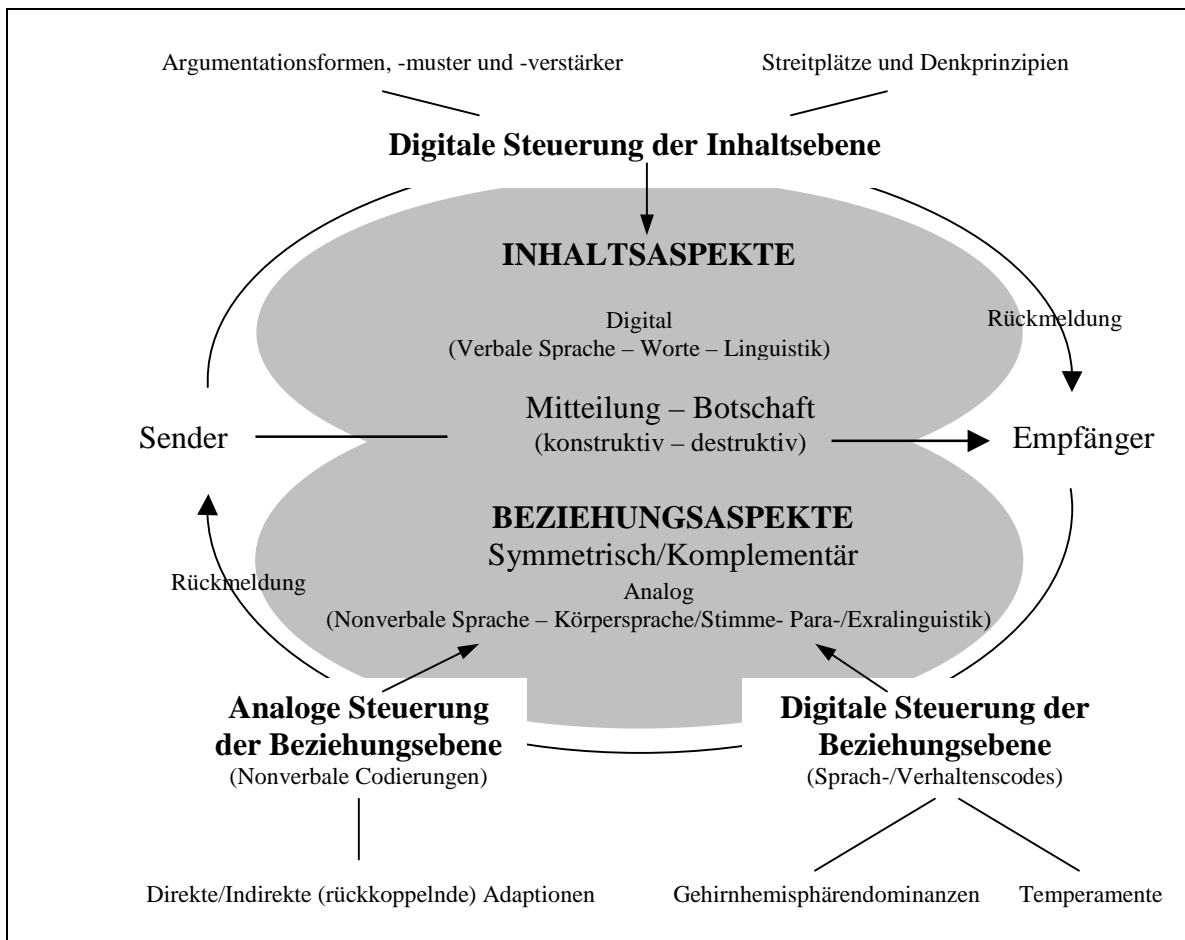 Argumentationsformen, -muster und -verstärker
Streitplätze und Denkprinzipien
Digitale Steuerung der Inhaltsebene
INHALTSASPEKTE
Rückmeldung
Digital
(Verbale Sprache – Worte – Linguistik)
Mitteilung – Botschaft
Sender
(konstruktiv – destruktiv)
Empfänger
BEZIEHUNGSASPEKTE
Symmetrisch/Komplementär
Rückmeldung
Analog
(Nonverbale Sprache – Körpersprache/Stimme- Para-/Exralinguistik)
Analoge Steuerung
der Beziehungsebene
(Nonverbale Codierungen)
Digitale Steuerung der
Beziehungsebene
(Sprach-/Verhaltenscodes)
Direkte/Indirekte (rückkoppelnde) Adaptionen
Gehirnhemisphärendominanzen
Temperamente